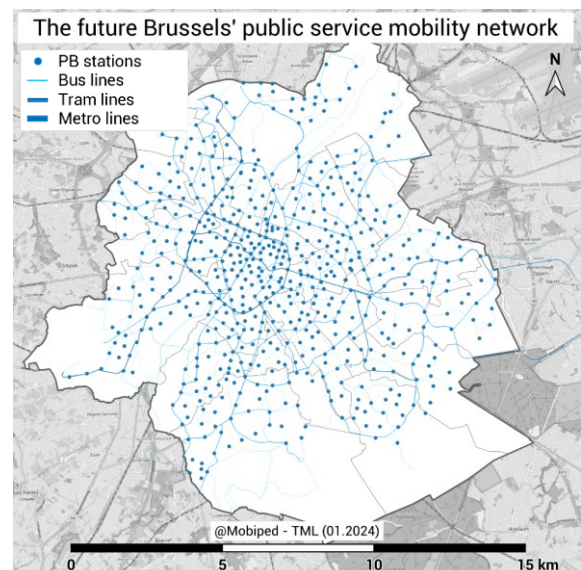 The future Brussels' public service mobility network
PB stations
Bus lines
Tram lines
Metro lines
N
@Mobiped - TML (01.2024)
0
5
10
15 km